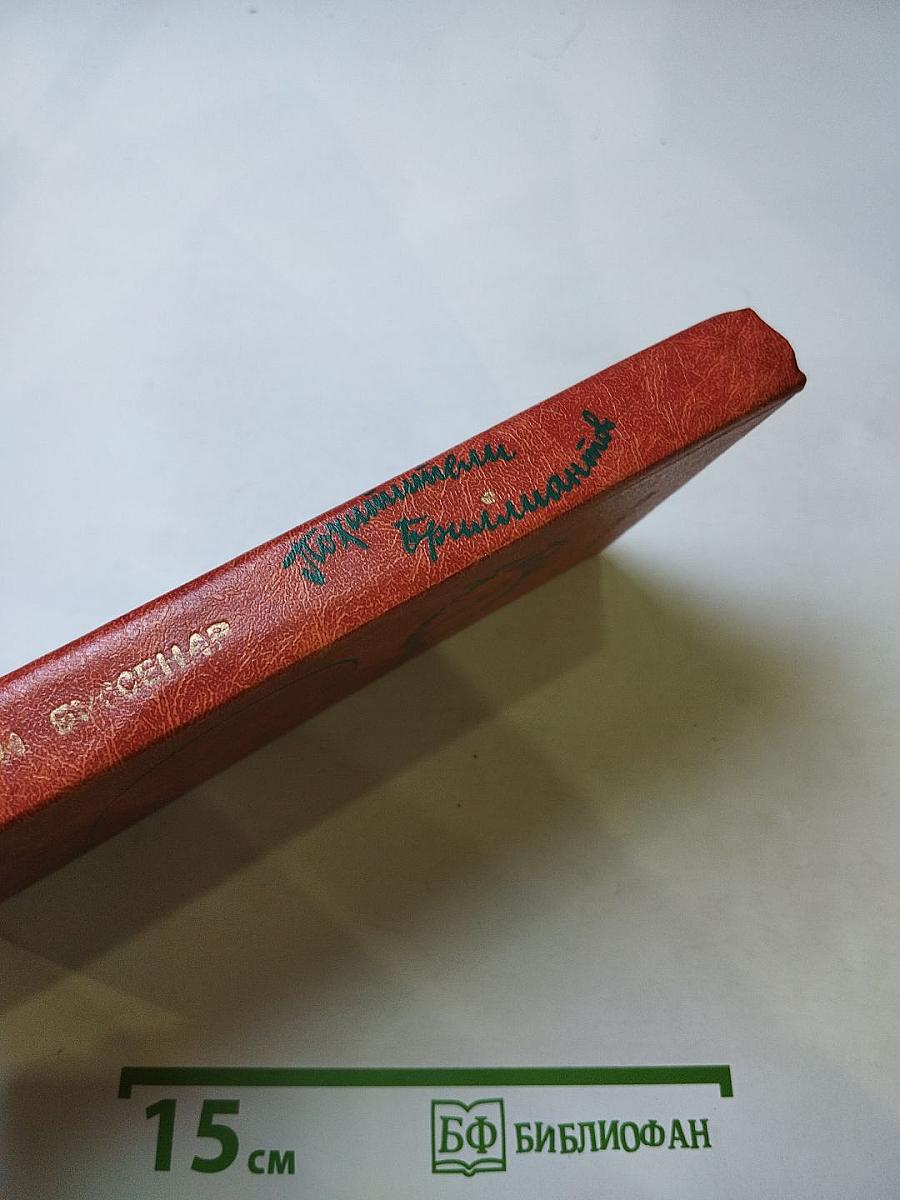 БУССЕНАР
Похитители
Бриллиантов
15 см
БФ БИБЛИОФАН